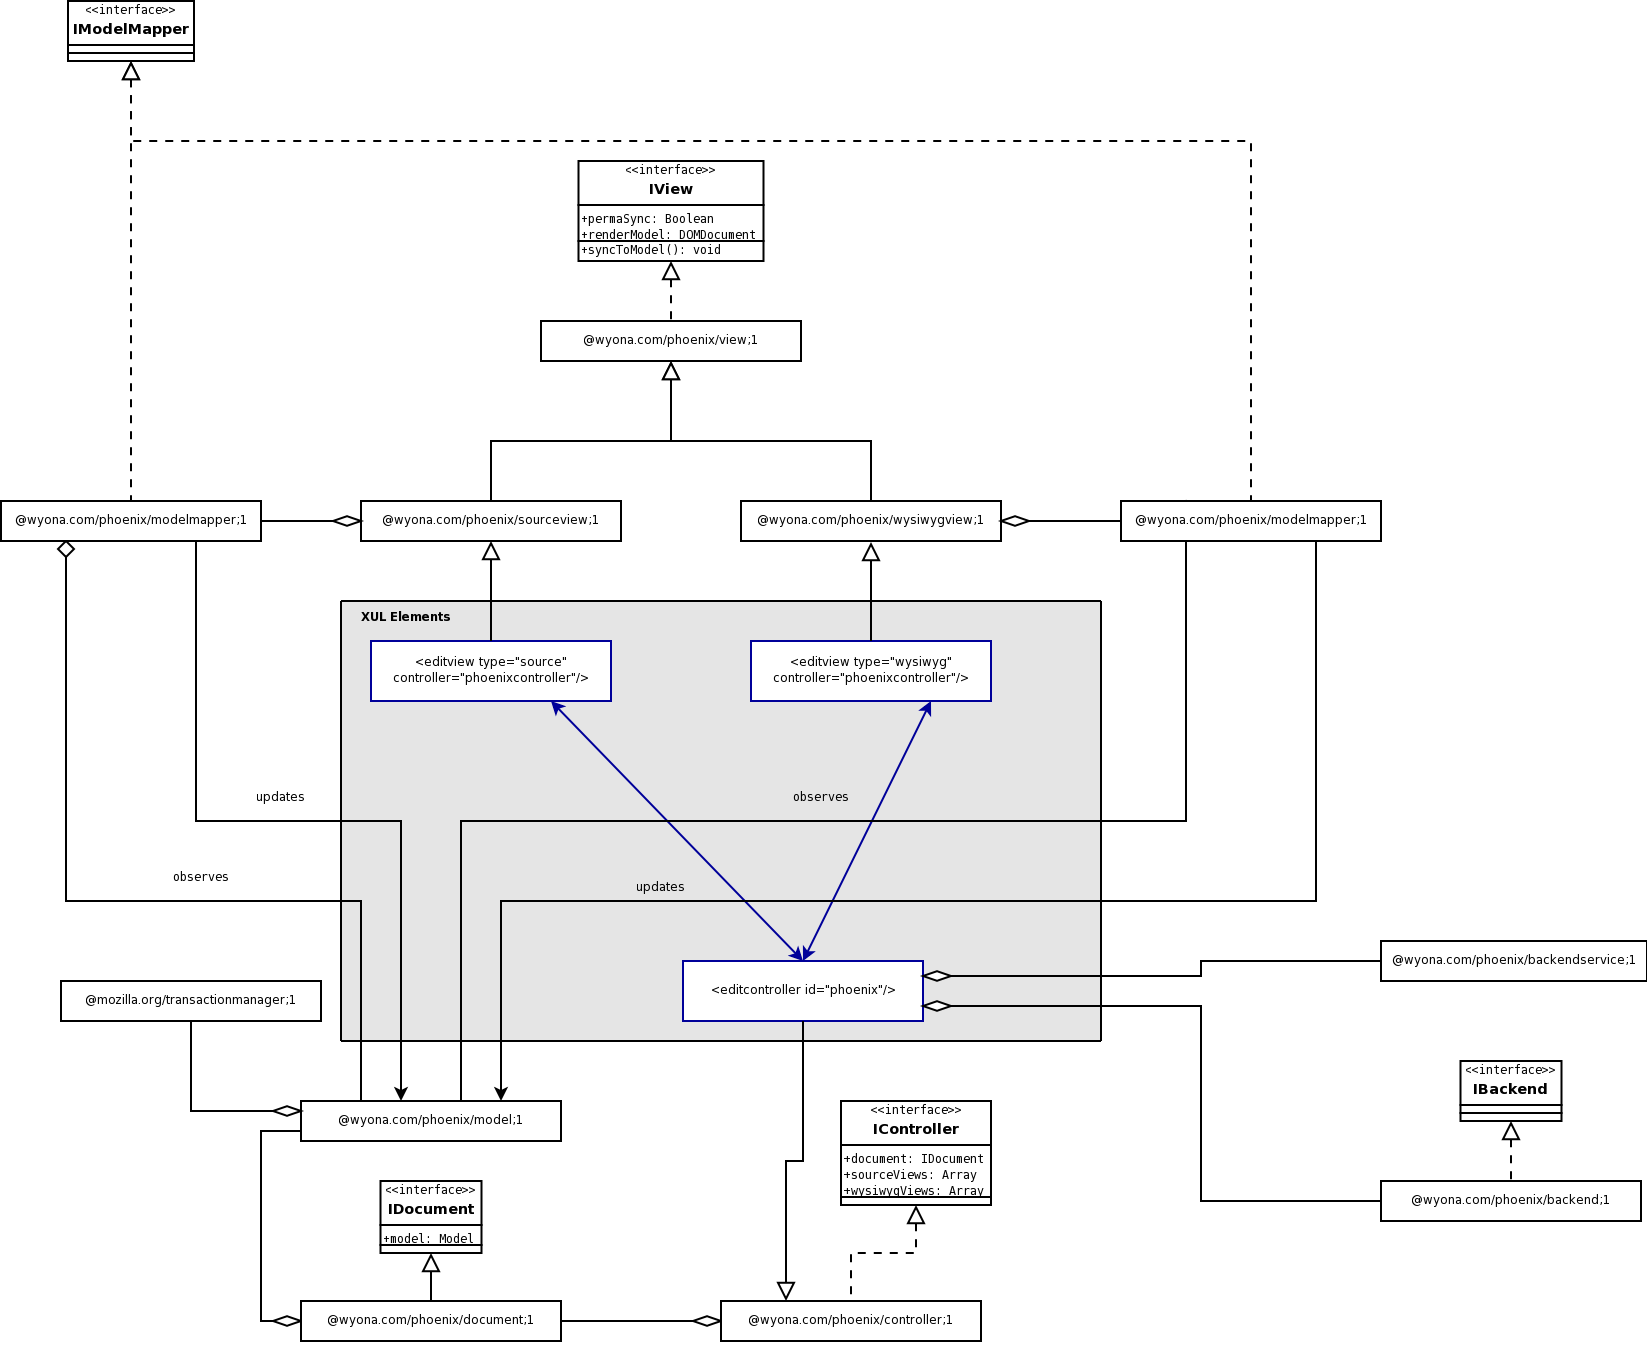 <<interface>>
IModelMapper
<<interface>>
IView
+permaSync: Boolean
+renderModel: DOMDocument
+syncToModel(): void
@wyona.com/phoenix/view;1
@wyona.com/phoenix/modelmapper;1
@wyona.com/phoenix/sourceview;1
@wyona.com/phoenix/wysiwygview;1
@wyona.com/phoenix/modelmapper;1
XUL Elements
<editview type="source"
controller="phoenixcontroller"/>
<editview type="wysiwyg"
controller="phoenixcontroller"/>
updates
observes
observes
updates
@wyona.com/phoenix/backendservice;1
<editcontroller id="phoenix"/>
@mozilla.org/transactionmanager;1
<<interface>>
IBackend
@wyona.com/phoenix/model;1
<<interface>>
IController
+document: IDocument
+sourceViews: Array
+wysiwygViews: Array
<<interface>>
IDocument
+model: Model
@wyona.com/phoenix/backend;1
@wyona.com/phoenix/document;1
@wyona.com/phoenix/controller;1